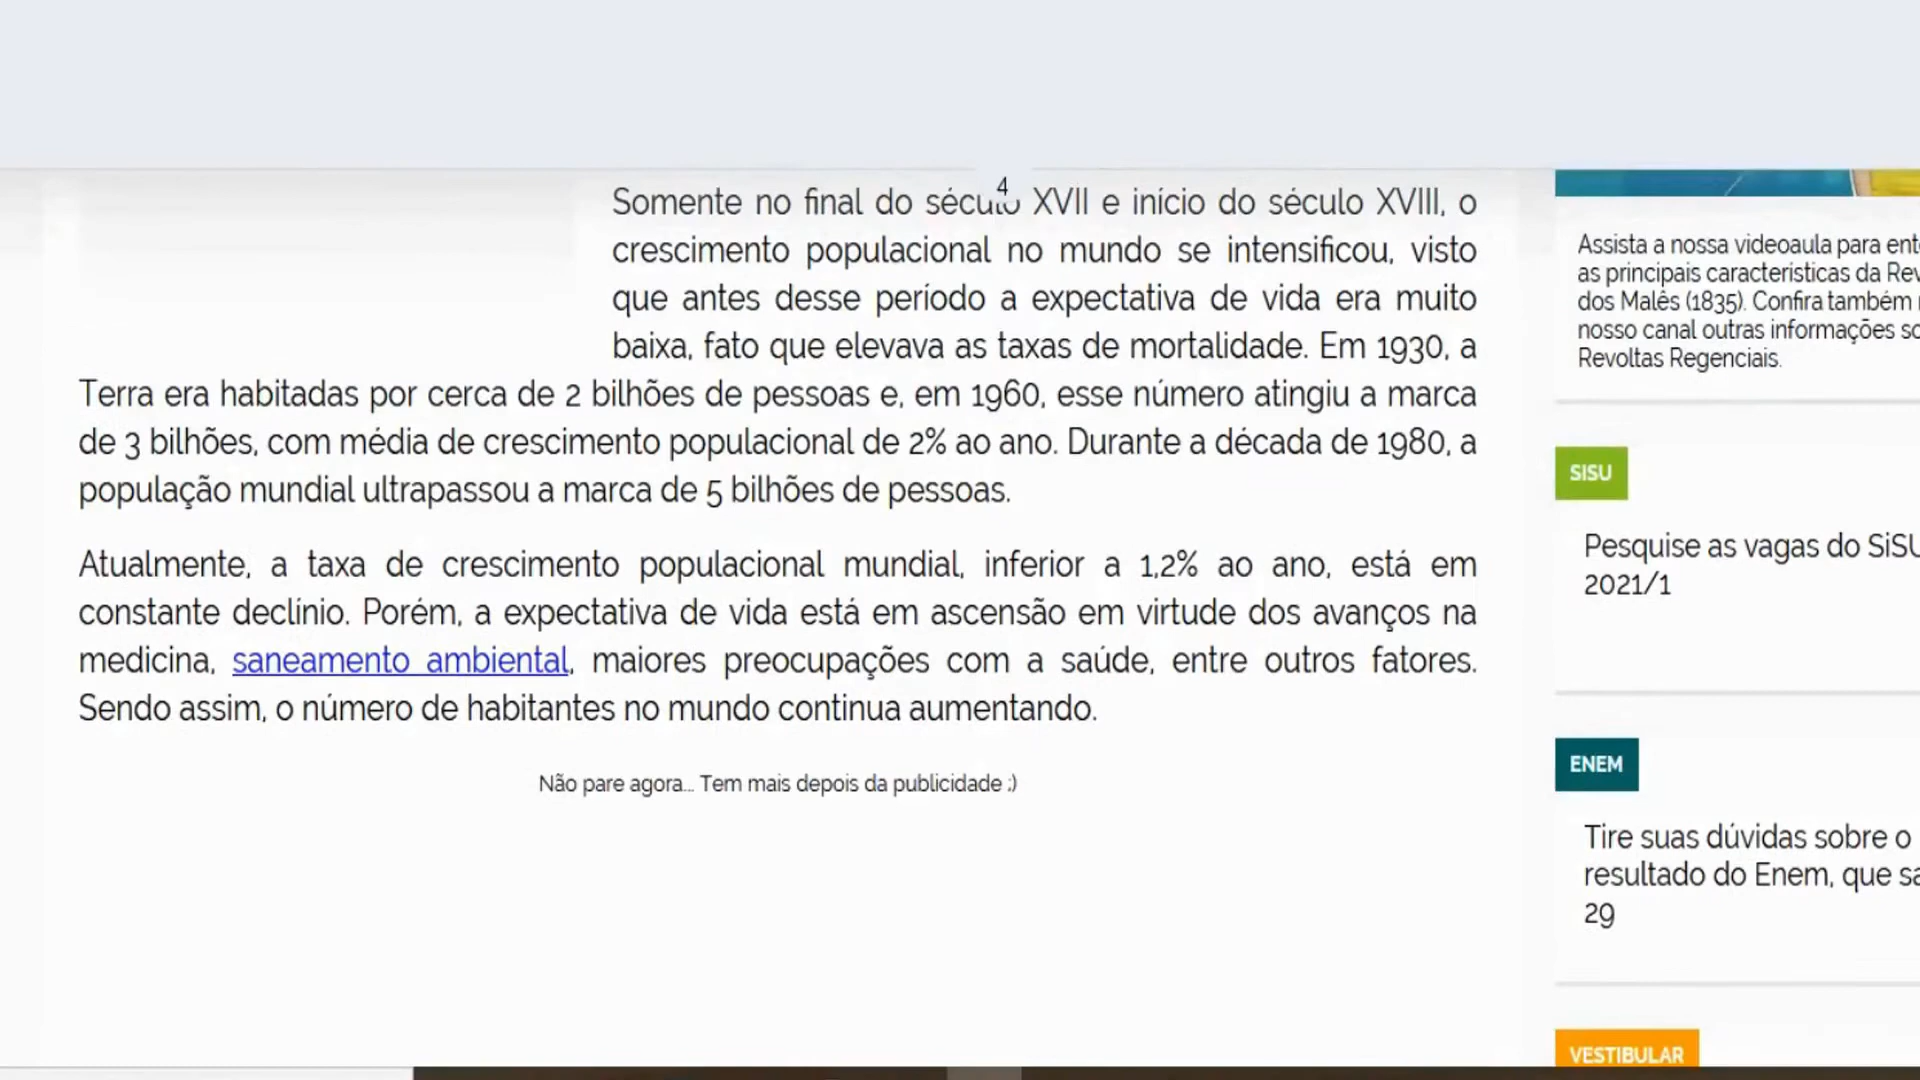 4
Somente no final do século XVII e início do século XVIII, o
crescimento populacional no mundo se intensificou, visto
que antes desse período a expectativa de vida era muito
baixa, fato que elevava as taxas de mortalidade. Em 1930, a
Terra era habitadas por cerca de 2 bilhões de pessoas e, em 1960, esse número atingiu a marca
de 3 bilhões, com média de crescimento populacional de 2% ao ano. Durante a década de 1980, a
população mundial ultrapassou a marca de 5 bilhões de pessoas.
Atualmente, a taxa de crescimento populacional mundial, inferior a 1,2% ao ano, está em
constante declínio. Porém, a expectativa de vida está em ascensão em virtude dos avanços na
medicina, saneamento ambiental, maiores preocupações com a saúde, entre outros fatores.
Sendo assim, o número de habitantes no mundo continua aumentando.
Não pare agora... Tem mais depois da publicidade ;)
Assista a nossa videoaula para
as principais características da
dos Malês (1835). Confira também
nosso canal outras informações
Revoltas Regenciais.
SISU
Pesquise as vagas do SiSU
2021/1
ENEM
Tire suas dúvidas sobre o
resultado do Enem, que
29
VESTIBULAR